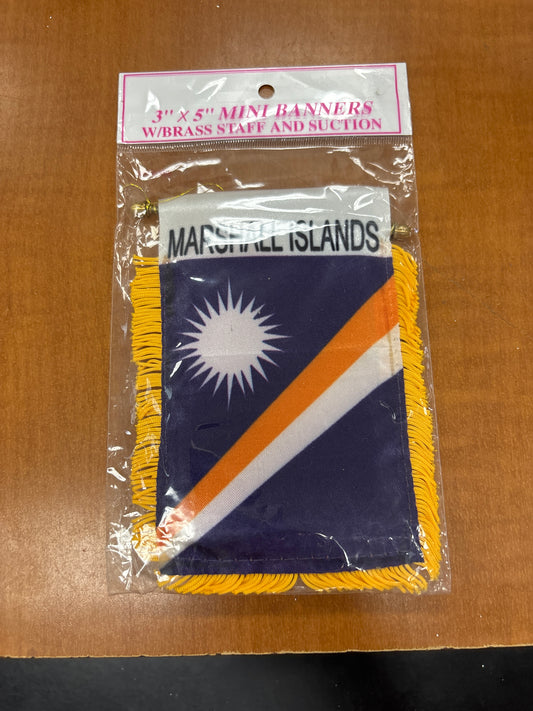 3" x 5" MINI BANNERS
W/BRASS STAFF AND SUCTION
MARSHALL ISLANDS